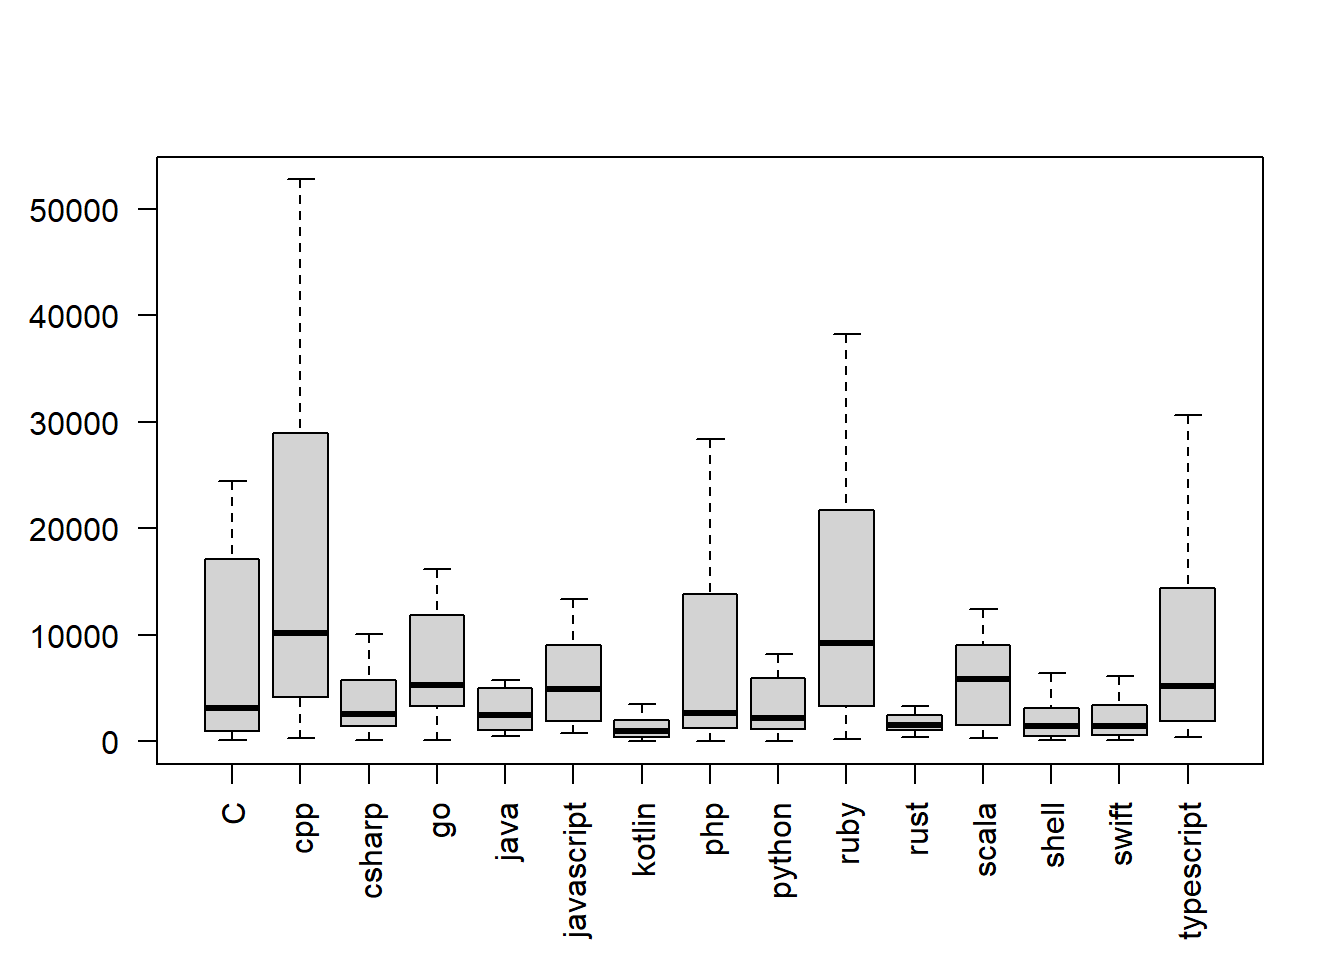 50000
40000
30000
20000
10000
0
C
cpp
csharp
go
java
javascript
kotlin
php
python
ruby
rust
scala
shell
swift
typescript